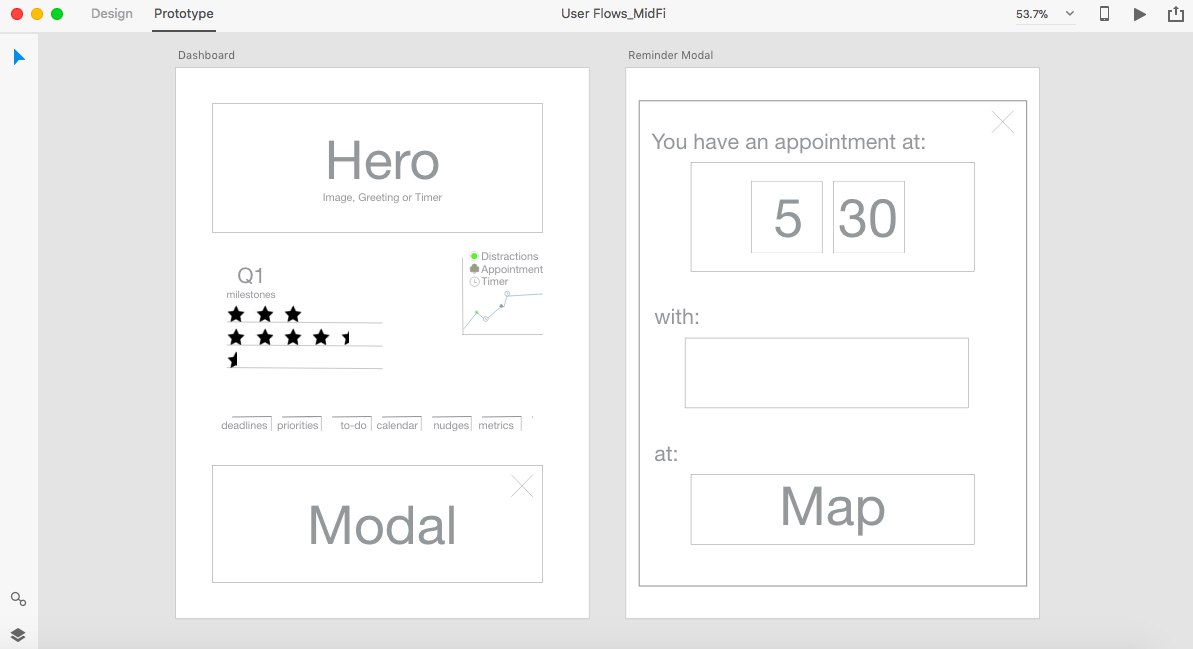 Design Prototype User Flows_MidFi 53.7%
Dashboard
Hero
Image, Greeting or Timer
Q1
milestones
Distractions
Appointment
Timer
deadlines priorities to-do calendar nudges metrics
Modal
Reminder Modal
You have an appointment at:
5 30
with:
at:
Map